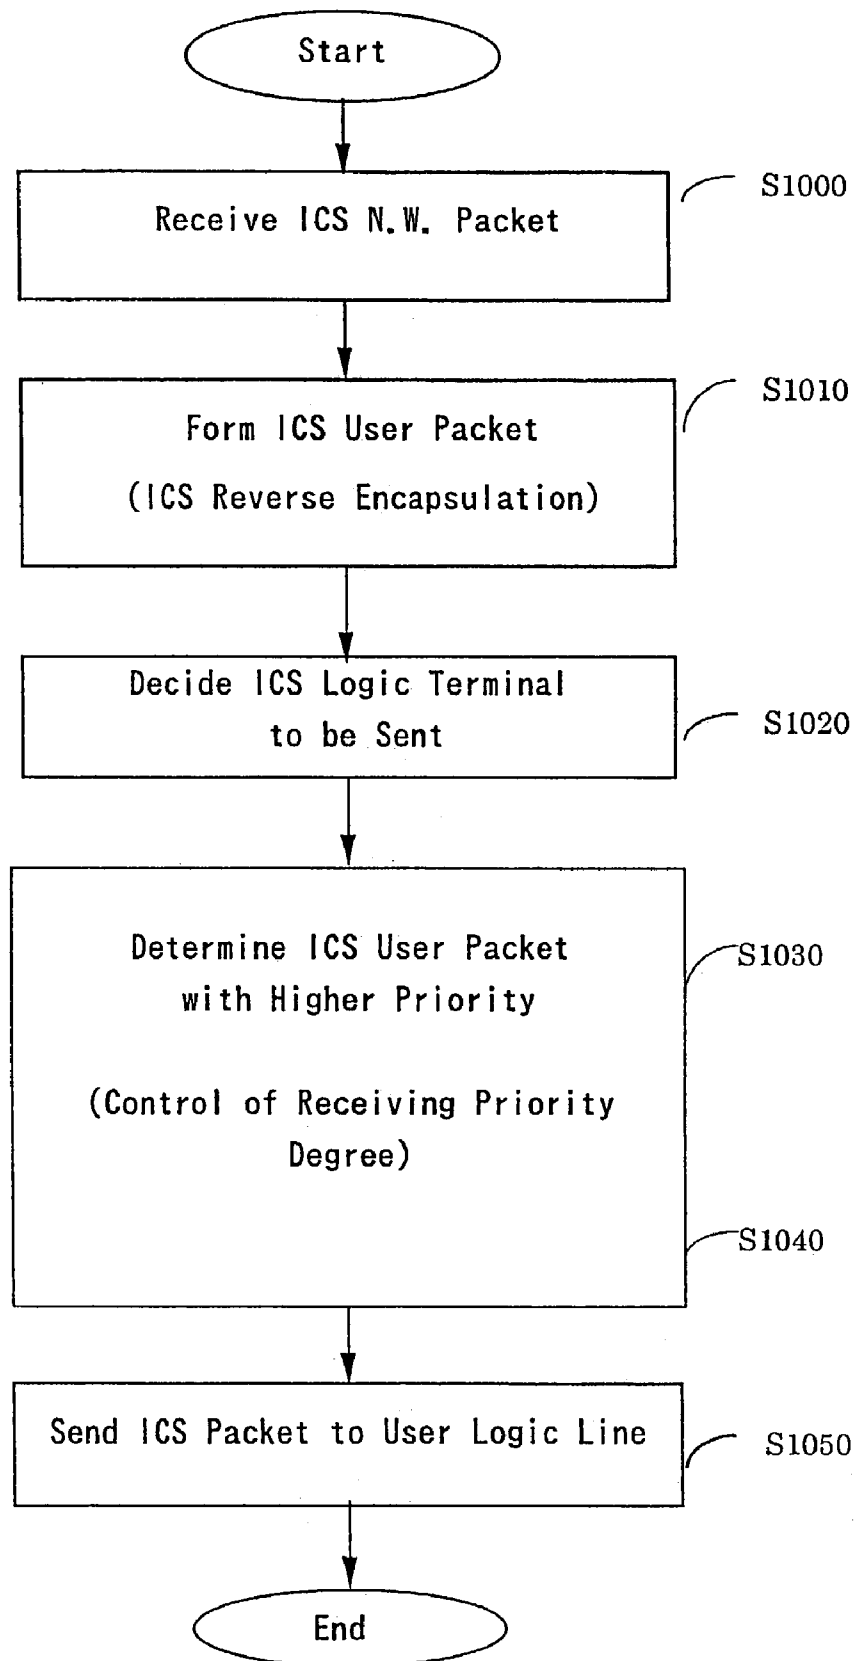 Start
Receive ICS N.W. Packet
S1000
Form ICS User Packet
(ICS Reverse Encapsulation)
S1010
Decide ICS Logic Terminal
to be Sent
S1020
Determine ICS User Packet
with Higher Priority
S1030
(Control of Receiving Priority
Degree)
S1040
Send ICS Packet to User Logic Line
S1050
End